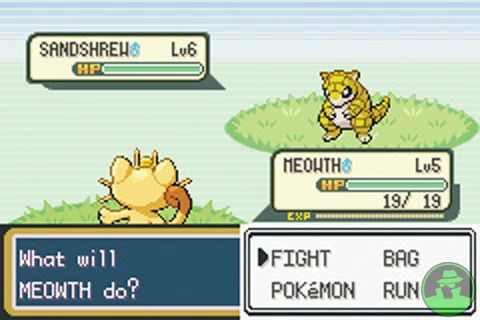 SANDSHREW♂ Lv6
HP
MEOWTH♂ Lv5
HP
19/ 19
EXP
What will
MEOWTH do?
▶FIGHT BAG
POKéMON RUN